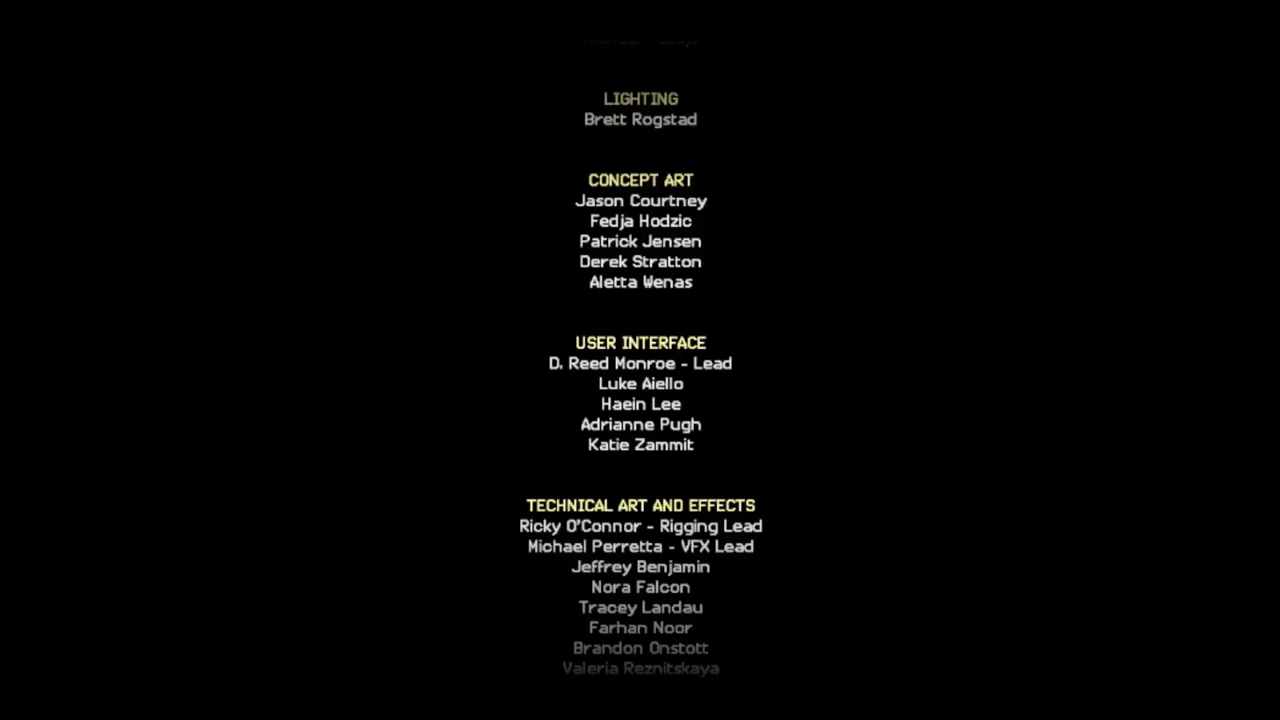 LIGHTING
Brett Rogstad
CONCEPT ART
Jason Courtney
Fedja Hodzic
Patrick Jensen
Derek Stratton
Aletta Wenas
USER INTERFACE
D. Reed Monroe - Lead
Luke Aiello
Haein Lee
Adrianne Pugh
Katie Zammit
TECHNICAL ART AND EFFECTS
Ricky O'Connor - Rigging Lead
Michael Perretta - VFX Lead
Jeffrey Benjamin
Nora Falcon
Tracey Landau
Farhan Noor
Brandon Onstott
Valeria Reznitskaya